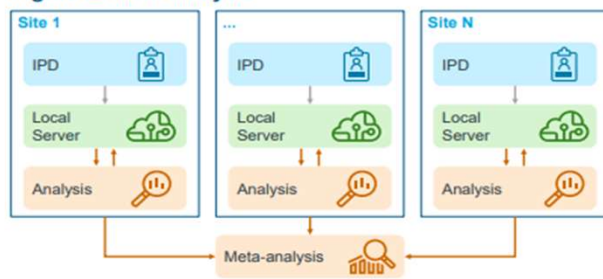 Site 1
IPD
Local
Server
Analysis
...
IPD
Local
Server
Analysis
Site N
IPD
Local
Server
Analysis
Meta-analysis